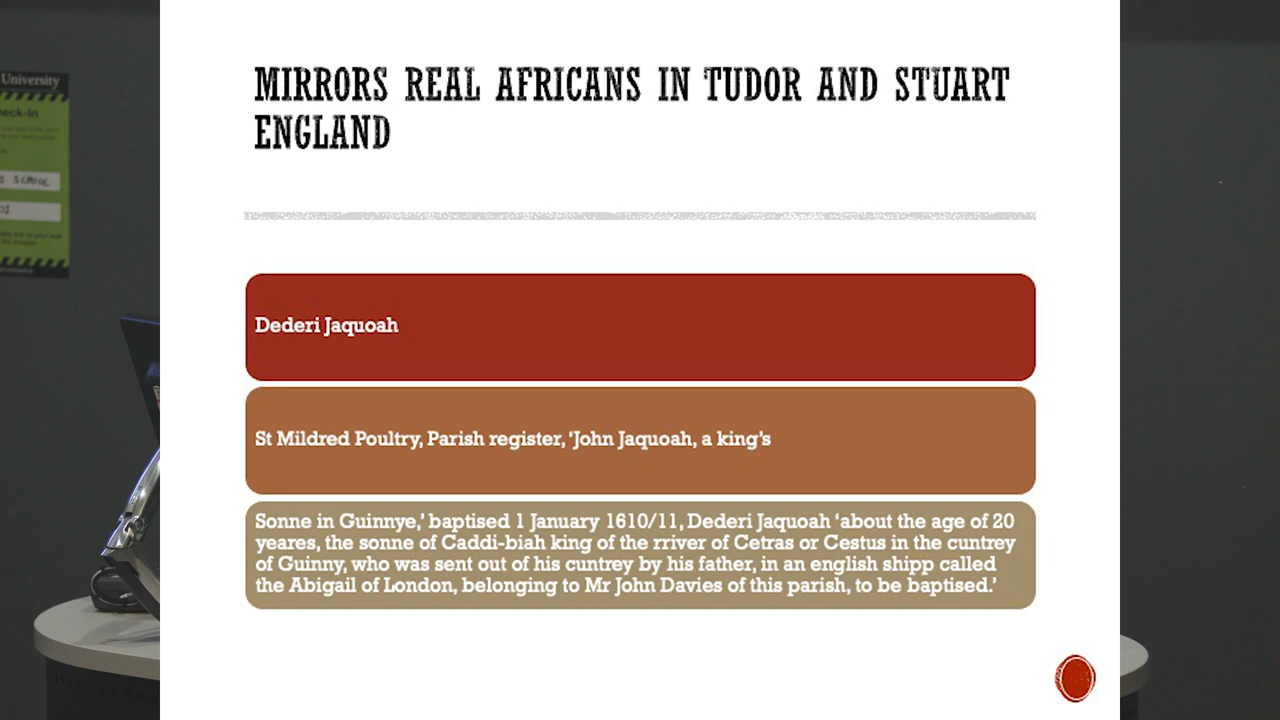 University
MIRRORS REAL AFRICANS IN TUDOR AND STUART
ENGLAND
SCHOOL
Dederi Jaquoah
St Mildred Poultry, Parish register, ‘John Jaquoah, a king’s
Sonne in Guinnye,’ baptised 1 January 1610/11, Dederi Jaquoah ‘about the age of 20
yeares, the sonne of Caddi-biah king of the rriver of Cetras or Cestus in the cuntrey
of Guinny, who was sent out of his cuntrey by his father, in an english shipp called
the Abigail of London, belonging to Mr John Davies of this parish, to be baptised.’